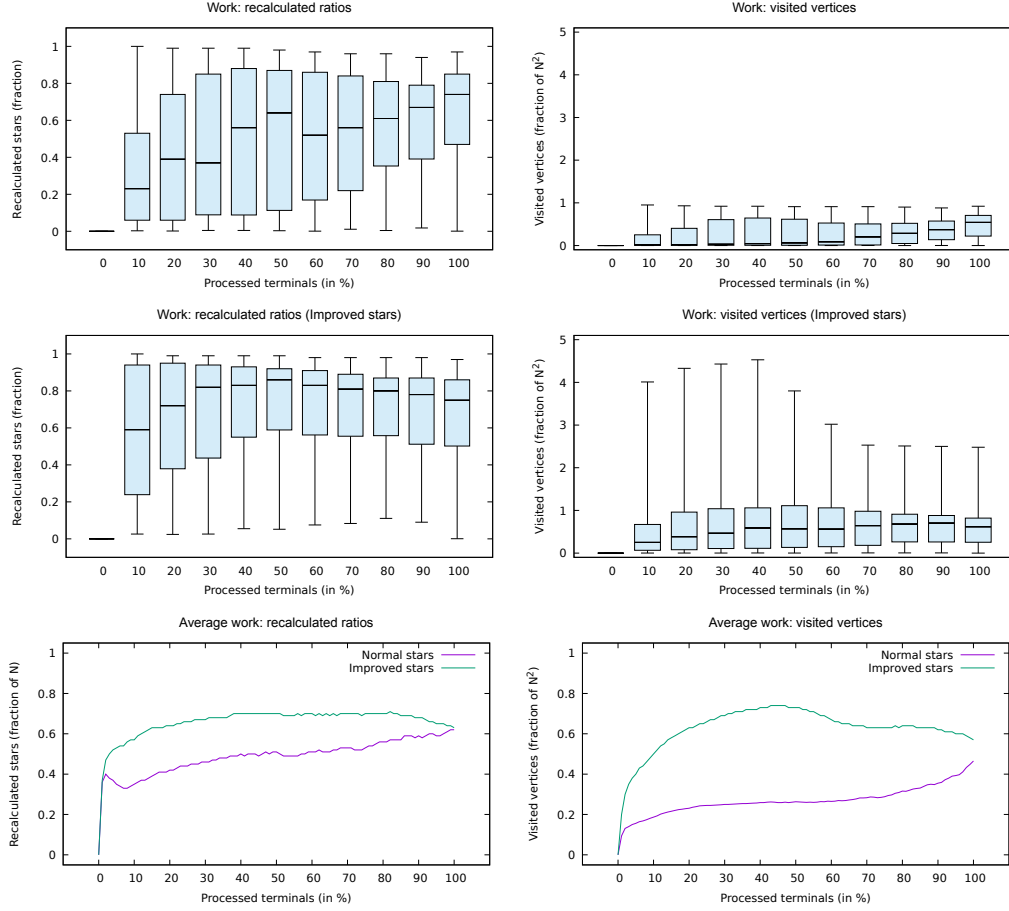 Work: recalculated ratios
Recalculated stars (fraction)
1
0.8
0.6
0.4
0.2
0
0 10 20 30 40 50 60 70 80 90 100
Processed terminals (in %)
Work: visited vertices
Visited vertices (fraction of N²)
5
4
3
2
1
0
0 10 20 30 40 50 60 70 80 90 100
Processed terminals (in %)
Work: recalculated ratios (Improved stars)
Recalculated stars (fraction)
1
0.8
0.6
0.4
0.2
0
0 10 20 30 40 50 60 70 80 90 100
Processed terminals (in %)
Work: visited vertices (Improved stars)
Visited vertices (fraction of N²)
5
4
3
2
1
0
0 10 20 30 40 50 60 70 80 90 100
Processed terminals (in %)
Average work: recalculated ratios
Recalculated stars (fraction of N)
Normal stars
Improved stars
1
0.8
0.6
0.4
0.2
0
0 10 20 30 40 50 60 70 80 90 100
Processed terminals (in %)
Average work: visited vertices
Visited vertices (fraction of N²)
Normal stars
Improved stars
1
0.8
0.6
0.4
0.2
0
0 10 20 30 40 50 60 70 80 90 100
Processed terminals (in %)